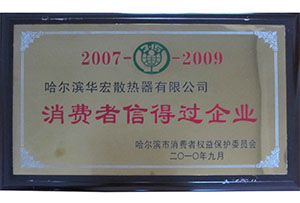 2007-2009
哈尔滨华宏散热器有限公司
消费者信得过企业
哈尔滨市消费者权益保护委员会
二〇一〇年九月